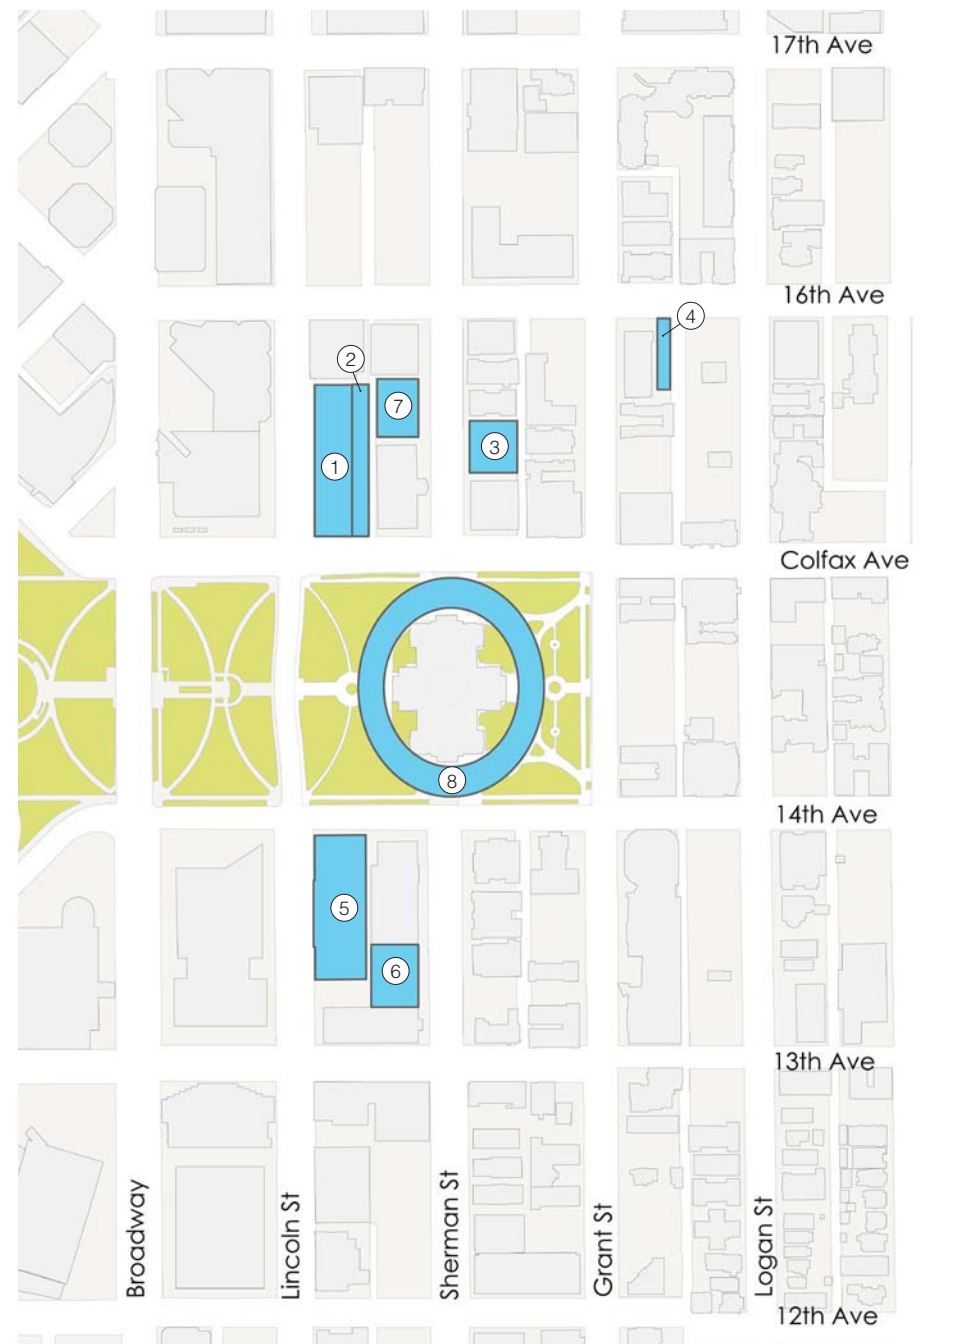 17th Ave
16th Ave
4
2
7
3
1
Colfax Ave
8
14th Ave
5
6
13th Ave
Broadway
Lincoln St
Sherman St
Grant St
Logan St
12th Ave